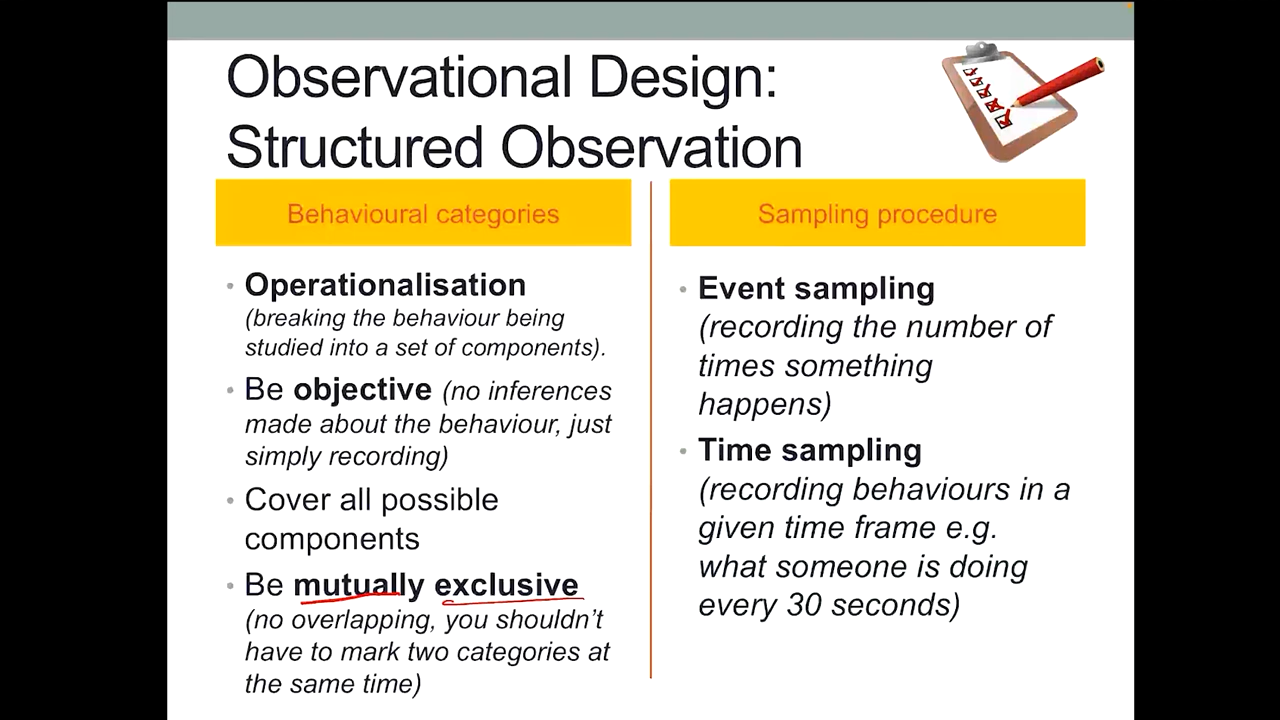 Observational Design:
Structured Observation
Behavioural categories
• Operationalisation
(breaking the behaviour being
studied into a set of components).
• Be objective (no inferences
made about the behaviour, just
simply recording)
• Cover all possible
components
• Be mutually exclusive
(no overlapping, you shouldn't
have to mark two categories at
the same time)
Sampling procedure
• Event sampling
(recording the number of
times something
happens)
• Time sampling
(recording behaviours in a
given time frame e.g.
what someone is doing
every 30 seconds)